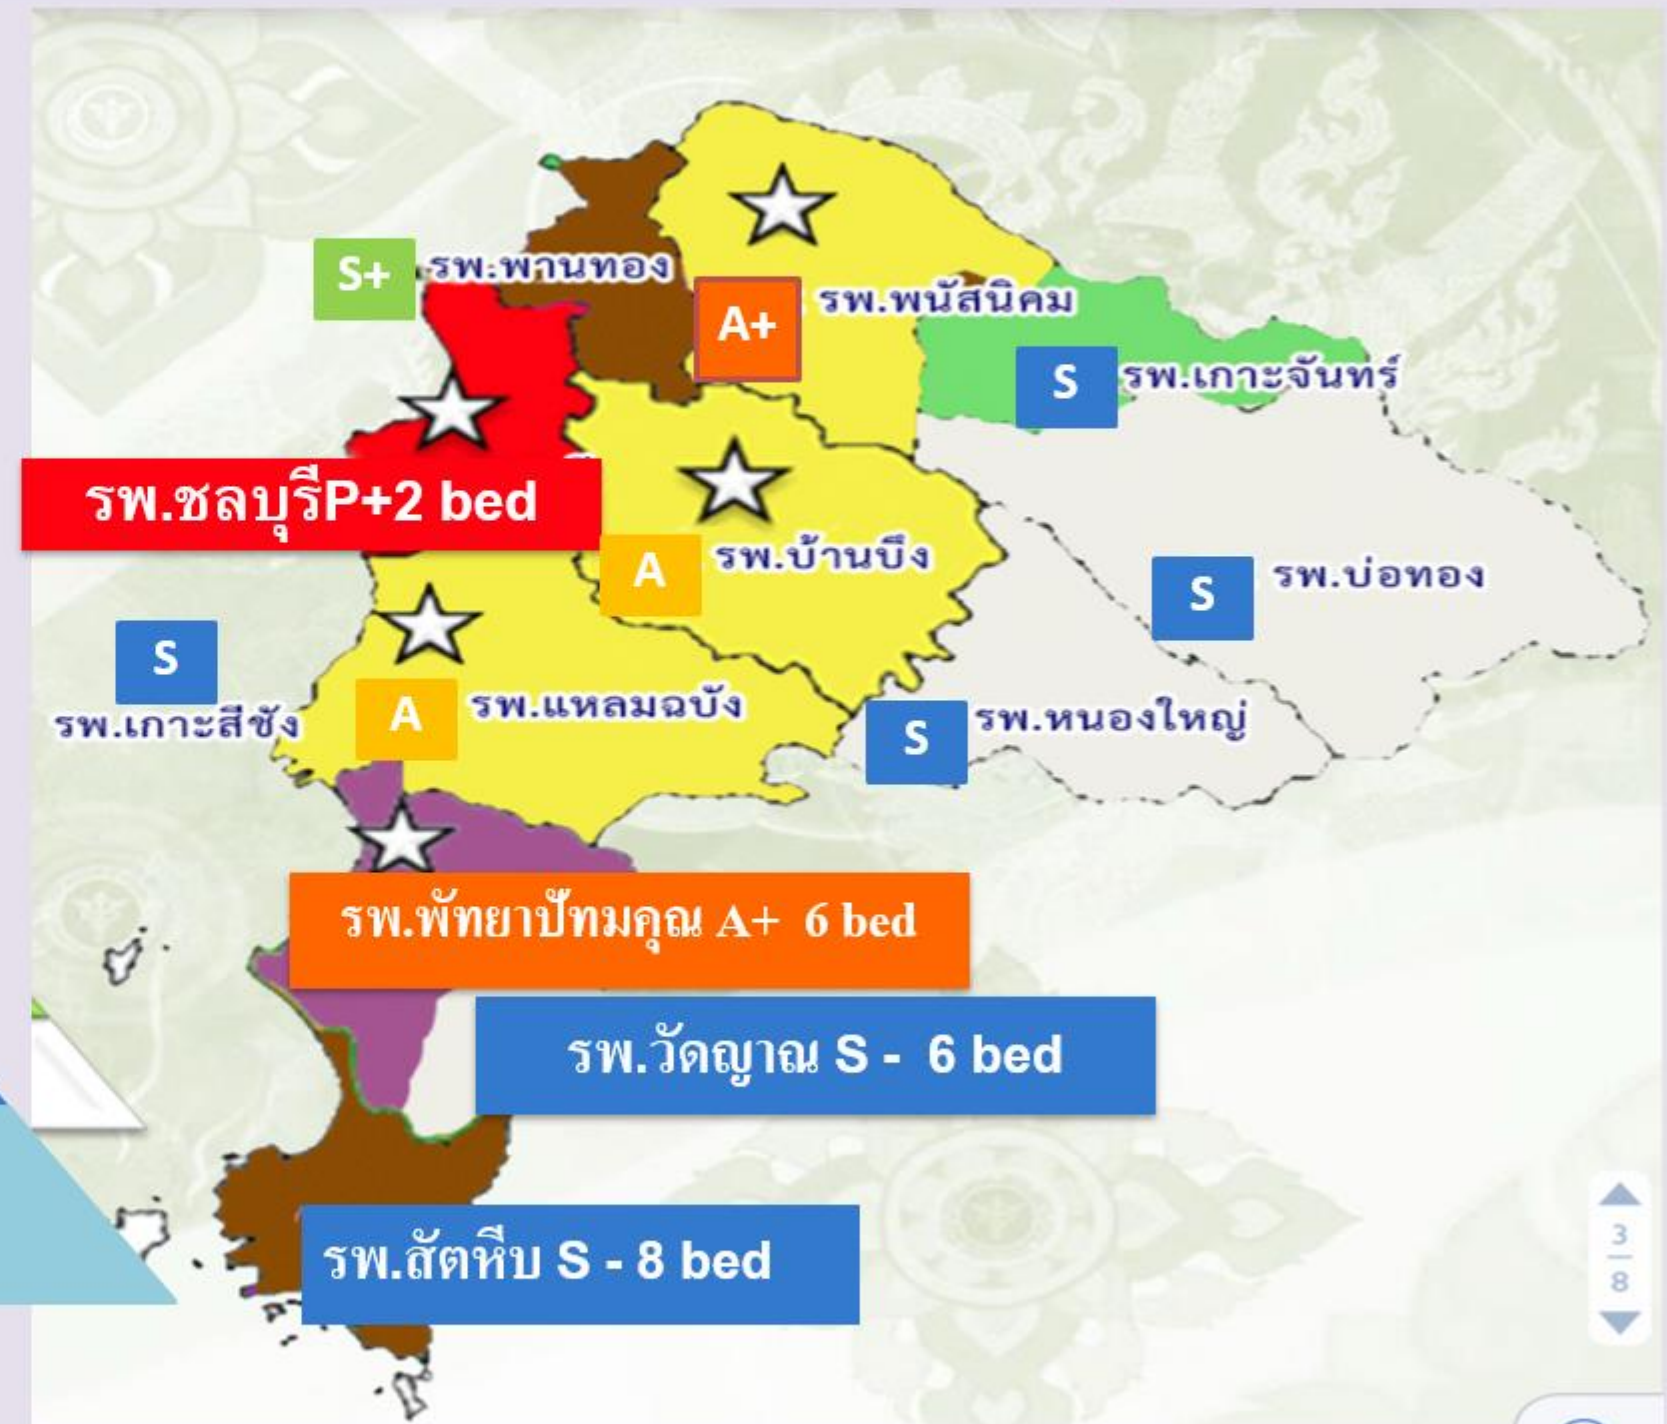 S+
รพ.พานทอง
A+
รพ.พนัสนิคม
S
รพ.เกาะจันทร์
รพ.ชลบุรีP+2 bed
A
รพ.บ้านบึง
S
รพ.บ่อทอง
S
รพ.เกาะสีชัง
A
รพ.แหลมฉบัง
S
รพ.หนองใหญ่
รพ.พัทยาปัทมคุณ A+ 6 bed
รพ.วัดญาณ S - 6 bed
รพ.สัตหีบ S - 8 bed
3
8